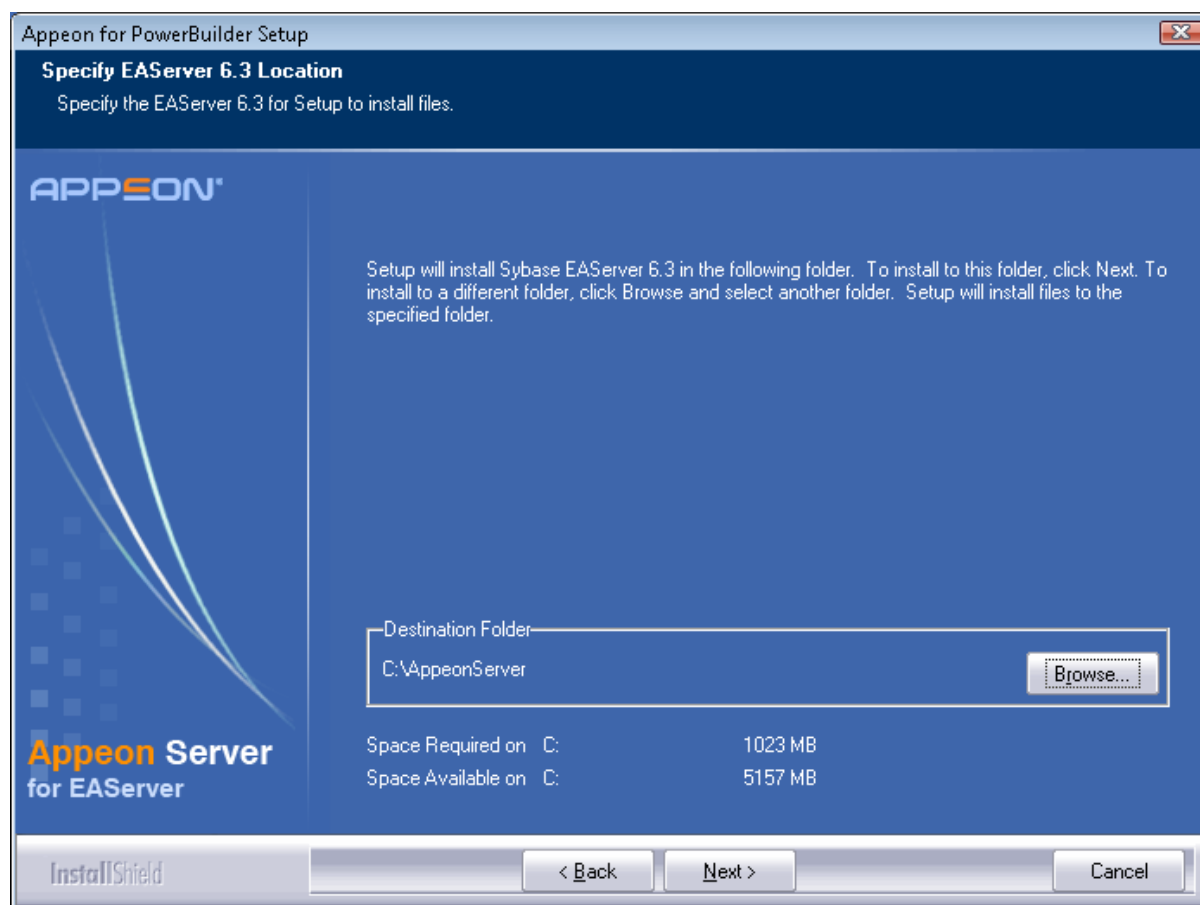 Appeon for PowerBuilder Setup
Specify EAServer 6.3 Location
Specify the EAServer 6.3 for Setup to install files.
APPEON®
Setup will install Sybase EAServer 6.3 in the following folder.  To install to this folder, click Next. To
install to a different folder, click Browse and select another folder.  Setup will install files to the
specified folder.
Destination Folder
C:\AppeonServer
Browse...
Appeon Server
for EAServer
Space Required on  C:  1023 MB
Space Available on  C:  5157 MB
InstallShield
< Back
Next >
Cancel